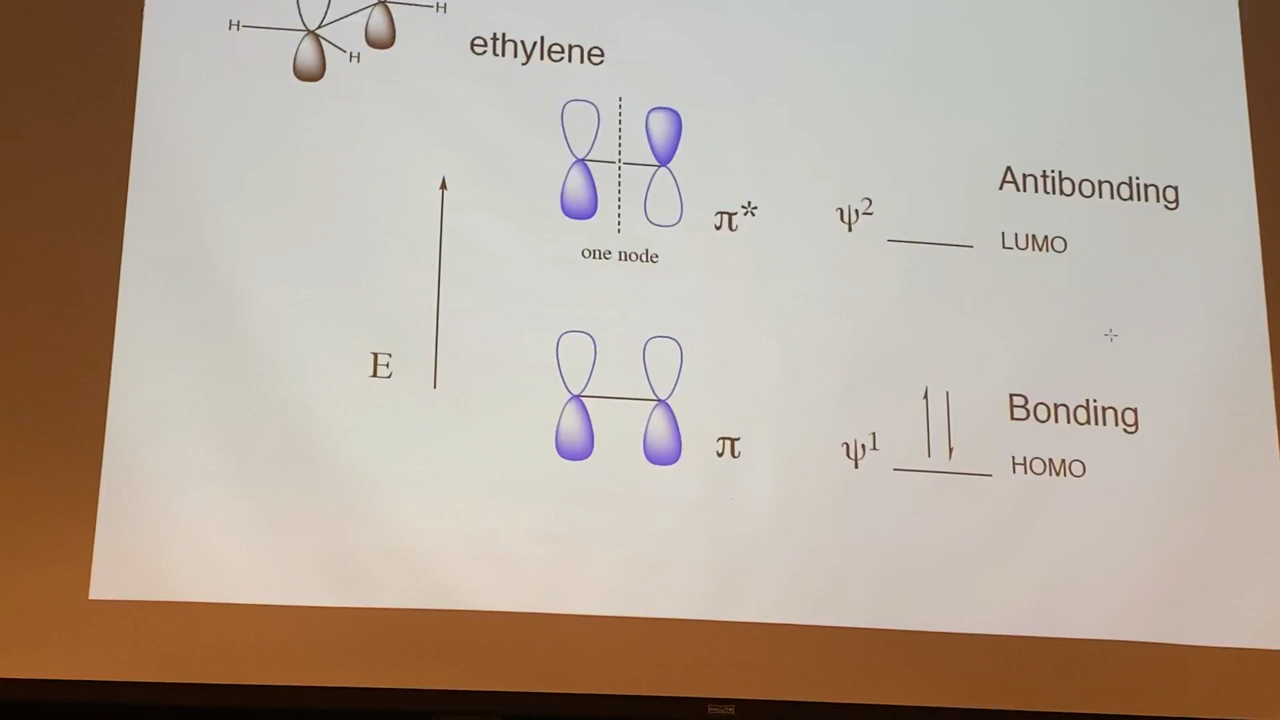 H
H
H
ethylene
π*
ψ2
Antibonding
LUMO
one node
E
π
ψ1
Bonding
HOMO